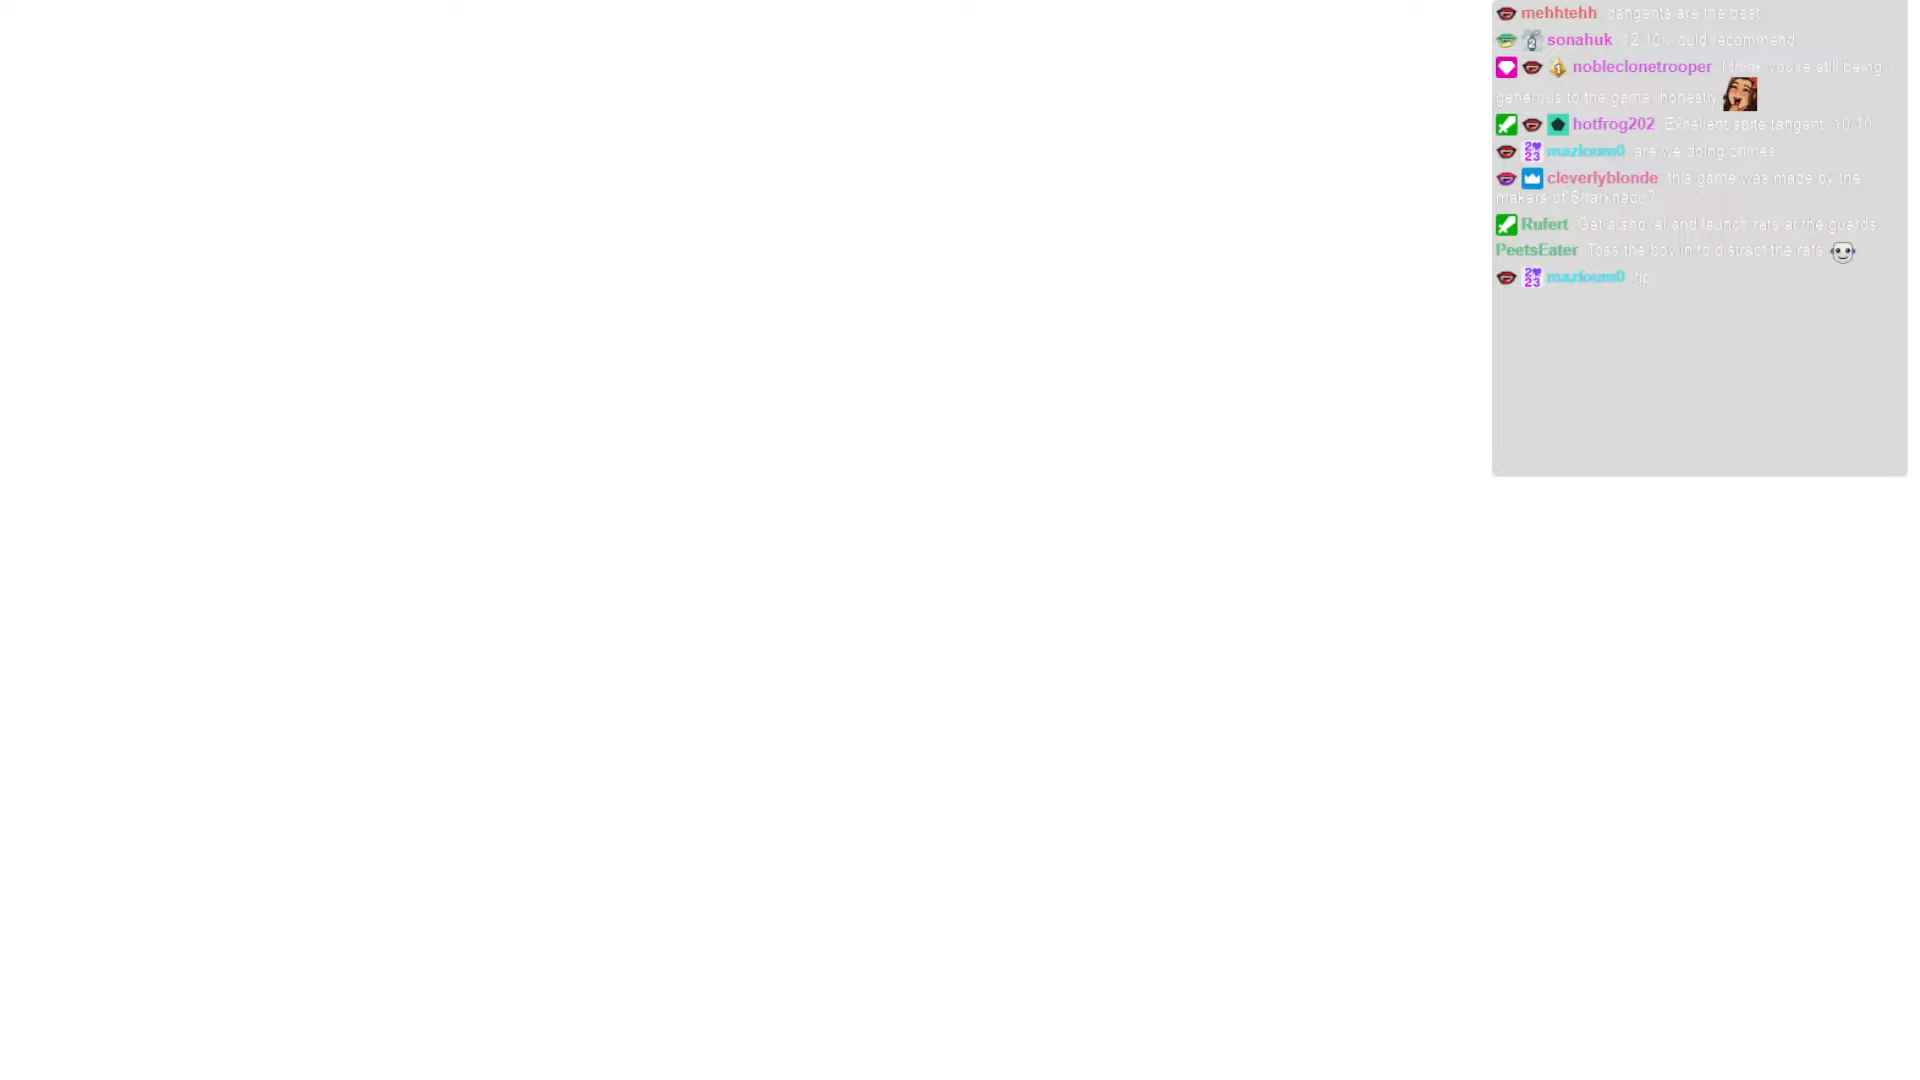 mehhtehh dangents are the best
sonahuk 12/10 would recommend
nobleclonetrooper I think you're still being
generous to the game, honestly
hotfrog202 Excellent sprite tangent. 10/10
mazloum0 are we doing crimes
cleverlyblonde this game was made by the
makers of Sharknado?
Rufert Get a shovel and launch rats at the guards
PeetsEater Toss the boy in to distract the rats
mazloum0 rip